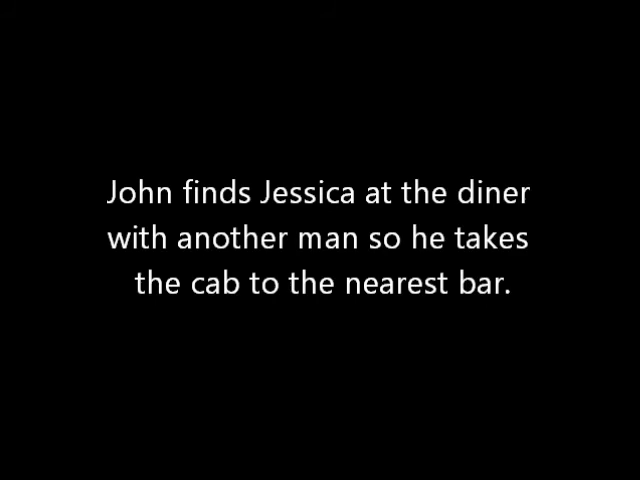 John finds Jessica at the diner
with another man so he takes
the cab to the nearest bar.